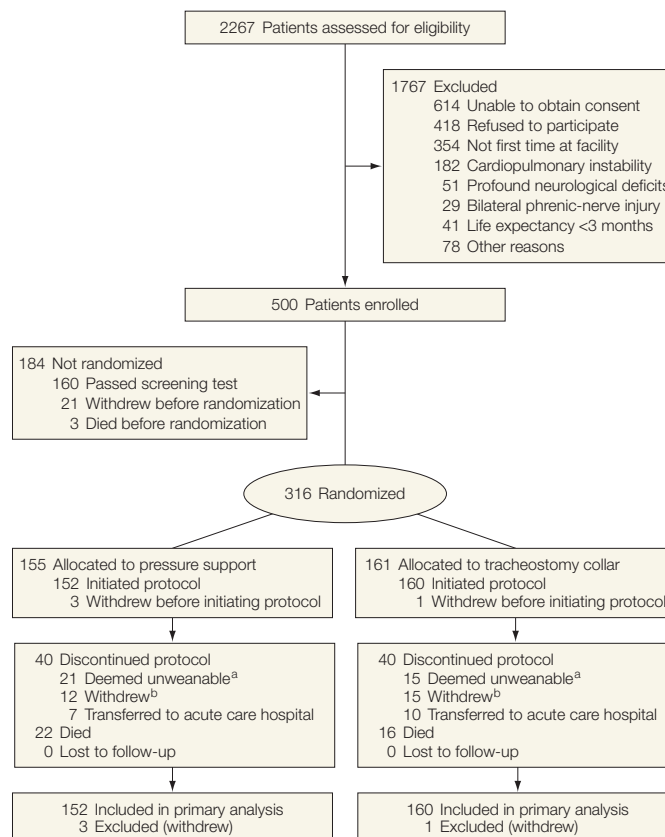 2267 Patients assessed for eligibility
1767 Excluded
614 Unable to obtain consent
418 Refused to participate
354 Not first time at facility
182 Cardiopulmonary instability
51 Profound neurological deficits
29 Bilateral phrenic-nerve injury
41 Life expectancy <3 months
78 Other reasons
500 Patients enrolled
184 Not randomized
160 Passed screening test
21 Withdrew before randomization
3 Died before randomization
316 Randomized
155 Allocated to pressure support
152 Initiated protocol
3 Withdrew before initiating protocol
161 Allocated to tracheostomy collar
160 Initiated protocol
1 Withdrew before initiating protocol
40 Discontinued protocol
21 Deemed unweanableᵃ
12 Withdrewᵇ
7 Transferred to acute care hospital
22 Died
0 Lost to follow-up
40 Discontinued protocol
15 Deemed unweanableᵃ
15 Withdrewᵇ
10 Transferred to acute care hospital
16 Died
0 Lost to follow-up
152 Included in primary analysis
3 Excluded (withdrew)
160 Included in primary analysis
1 Excluded (withdrew)